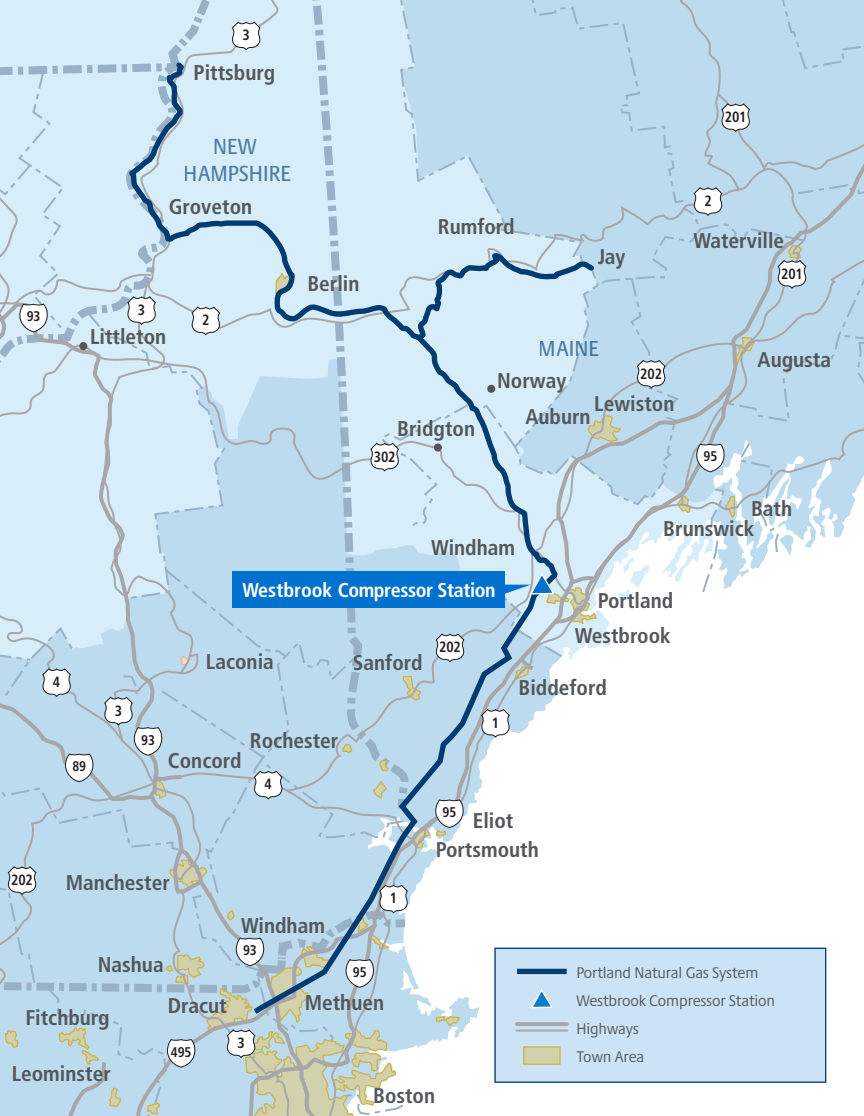 3
Pittsburg
201
NEW
HAMPSHIRE
2
Groveton
Rumford
Waterville
Jay
201
Berlin
93
3
2
Littleton
MAINE
Augusta
202
Norway
Lewiston
Auburn
Bridgton
302
95
Bath
Brunswick
Windham
Westbrook Compressor Station
Portland
Westbrook
202
Laconia
Sanford
4
Biddeford
3
1
93
Rochester
Concord
89
4
95
Eliot
Portsmouth
202
Manchester
1
Windham
93
Nashua
95
Portland Natural Gas System
Westbrook Compressor Station
Dracut
Methuen
Fitchburg
Highways
3
495
Town Area
Leominster
Boston